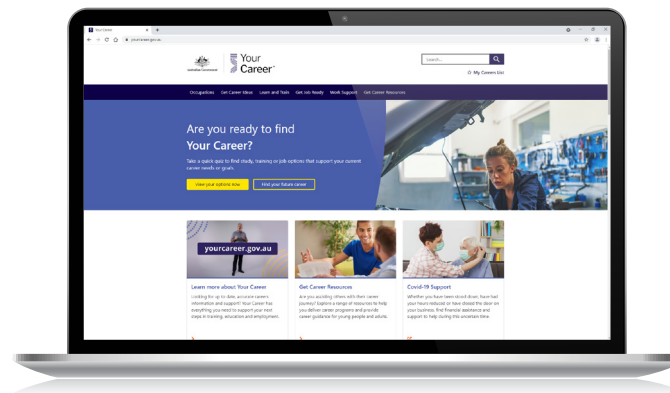 Your Career
yourcareer.gov.au
Australian Government
Your
Career
Search...
My Careers List
Occupations Get Career Ideas Learn and Train Get Job Ready Work Support Get Career Resources
Are you ready to find
Your Career?
Take a quick quiz to find study, training or job
options that support your current
career needs or goals.
View your options now
Find your future career
yourcareer.gov.au
Learn more about Your Career
Looking for up to date, accurate careers
information and support? Your Career has
everything you need to support your next
steps in training, education and employment.
Get Career Resources
Are you assisting others with their career
journey? Explore a range of resources to help
you deliver career programs and provide
career guidance for young people and adults.
Covid-19 Support
Whether you have been stood down, have had
your hours reduced or have closed the door on
your business, find financial assistance and
support to help during this uncertain time.